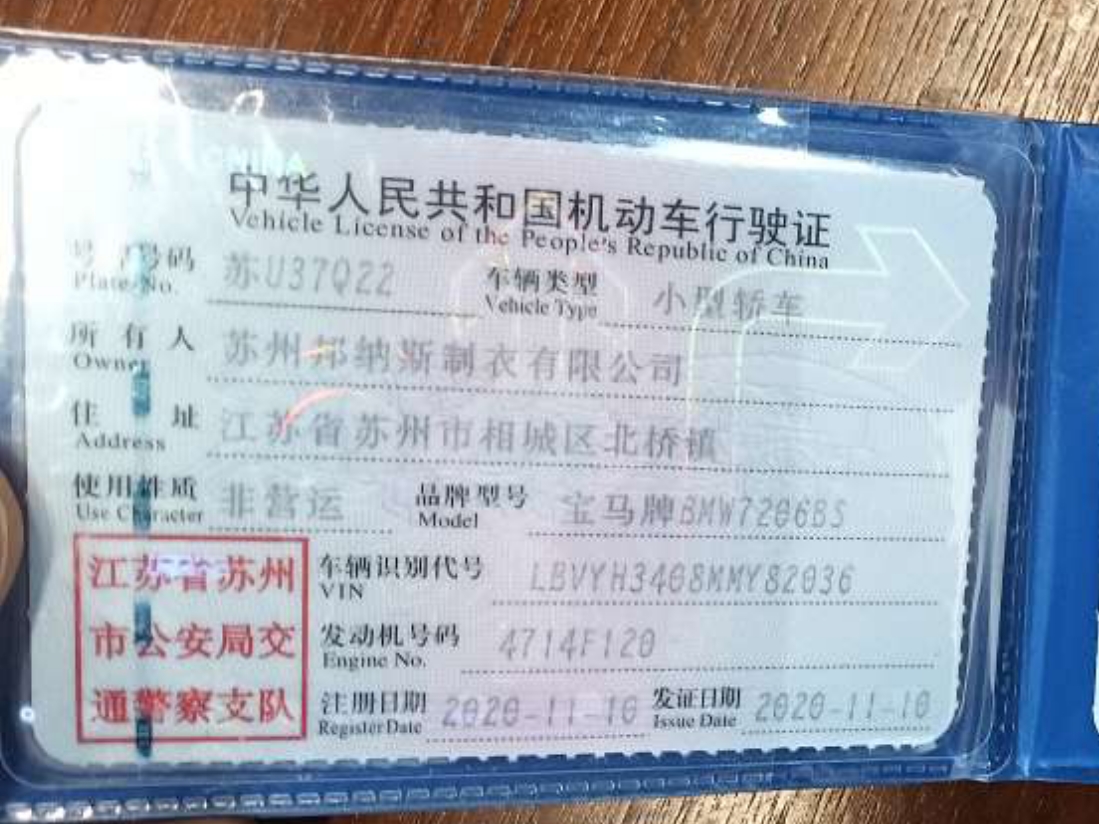 中华人民共和国机动车行驶证
Vehicle License of the People's Republic of China
号牌号码 苏U37Q22 车辆类型 小型轿车
Plate No. Vehicle Type
所有人 苏州邦纳斯制衣有限公司
Owner
住址 江苏省苏州市相城区北桥镇
Address
使用性质 非营运 品牌型号 宝马牌BMW7206BS
Use Character Model
江苏省苏州
市公安局交
通警察支队
车辆识别代号 LBVYH3408MMY82036
VIN
发动机号码 4714F120
Engine No.
注册日期 2020-11-10 发证日期 2020-11-10
Register Date Issue Date